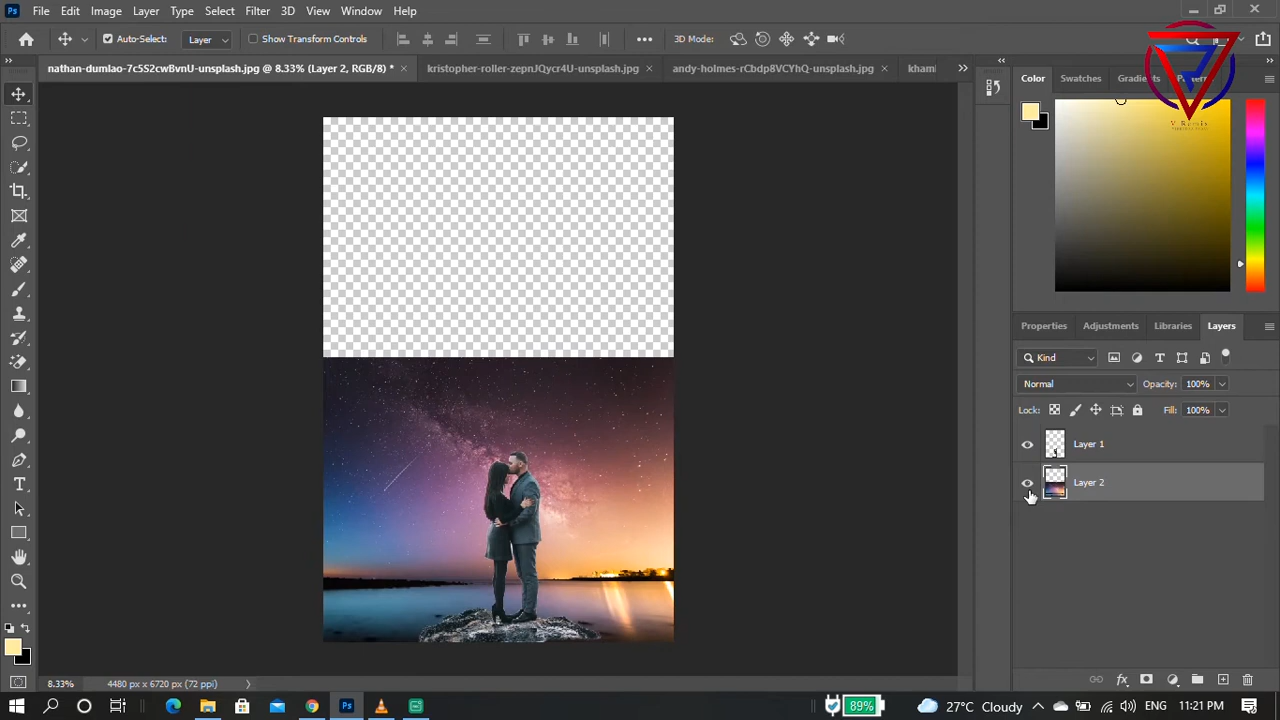 Ps File Edit Image Layer Type Select Filter 3D View Window Help
Auto-Select: Layer Show Transform Controls 3D Mode:
nathan-dumlao-7c5S2cwBvnU-unsplash.jpg @ 8.33% (Layer 2, RGB/8) * kristopher-roller-zepnJQycr4U-unsplash.jpg andy-holmes-rCbdp8VCYhQ-unsplash.jpg khami
Color Swatches Gradients Patterns
V Remix
Properties Adjustments Libraries Layers
Kind
Normal Opacity: 100%
Lock: Fill: 100%
Layer 1
Layer 2
8.33% 4480 px x 6720 px (72 ppi)
89% 27°C Cloudy ENG 11:21 PM